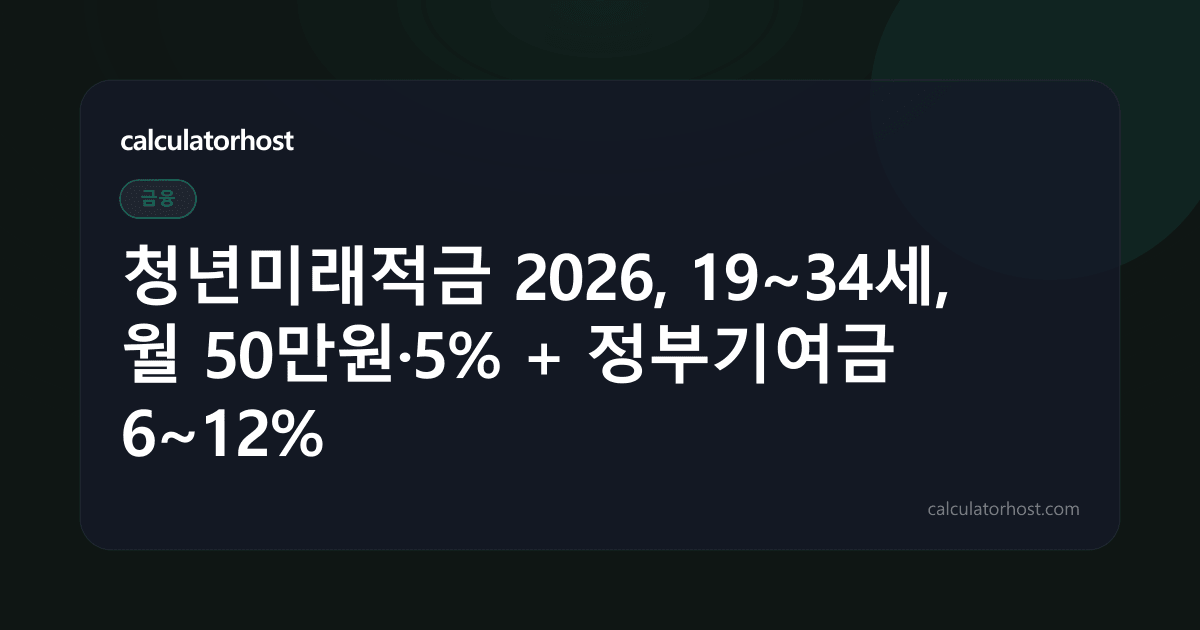 calculatorhost
금융
청년미래적금 2026, 19~34세,
월 50만원·5% + 정부기여금
6~12%
calculatorhost.com